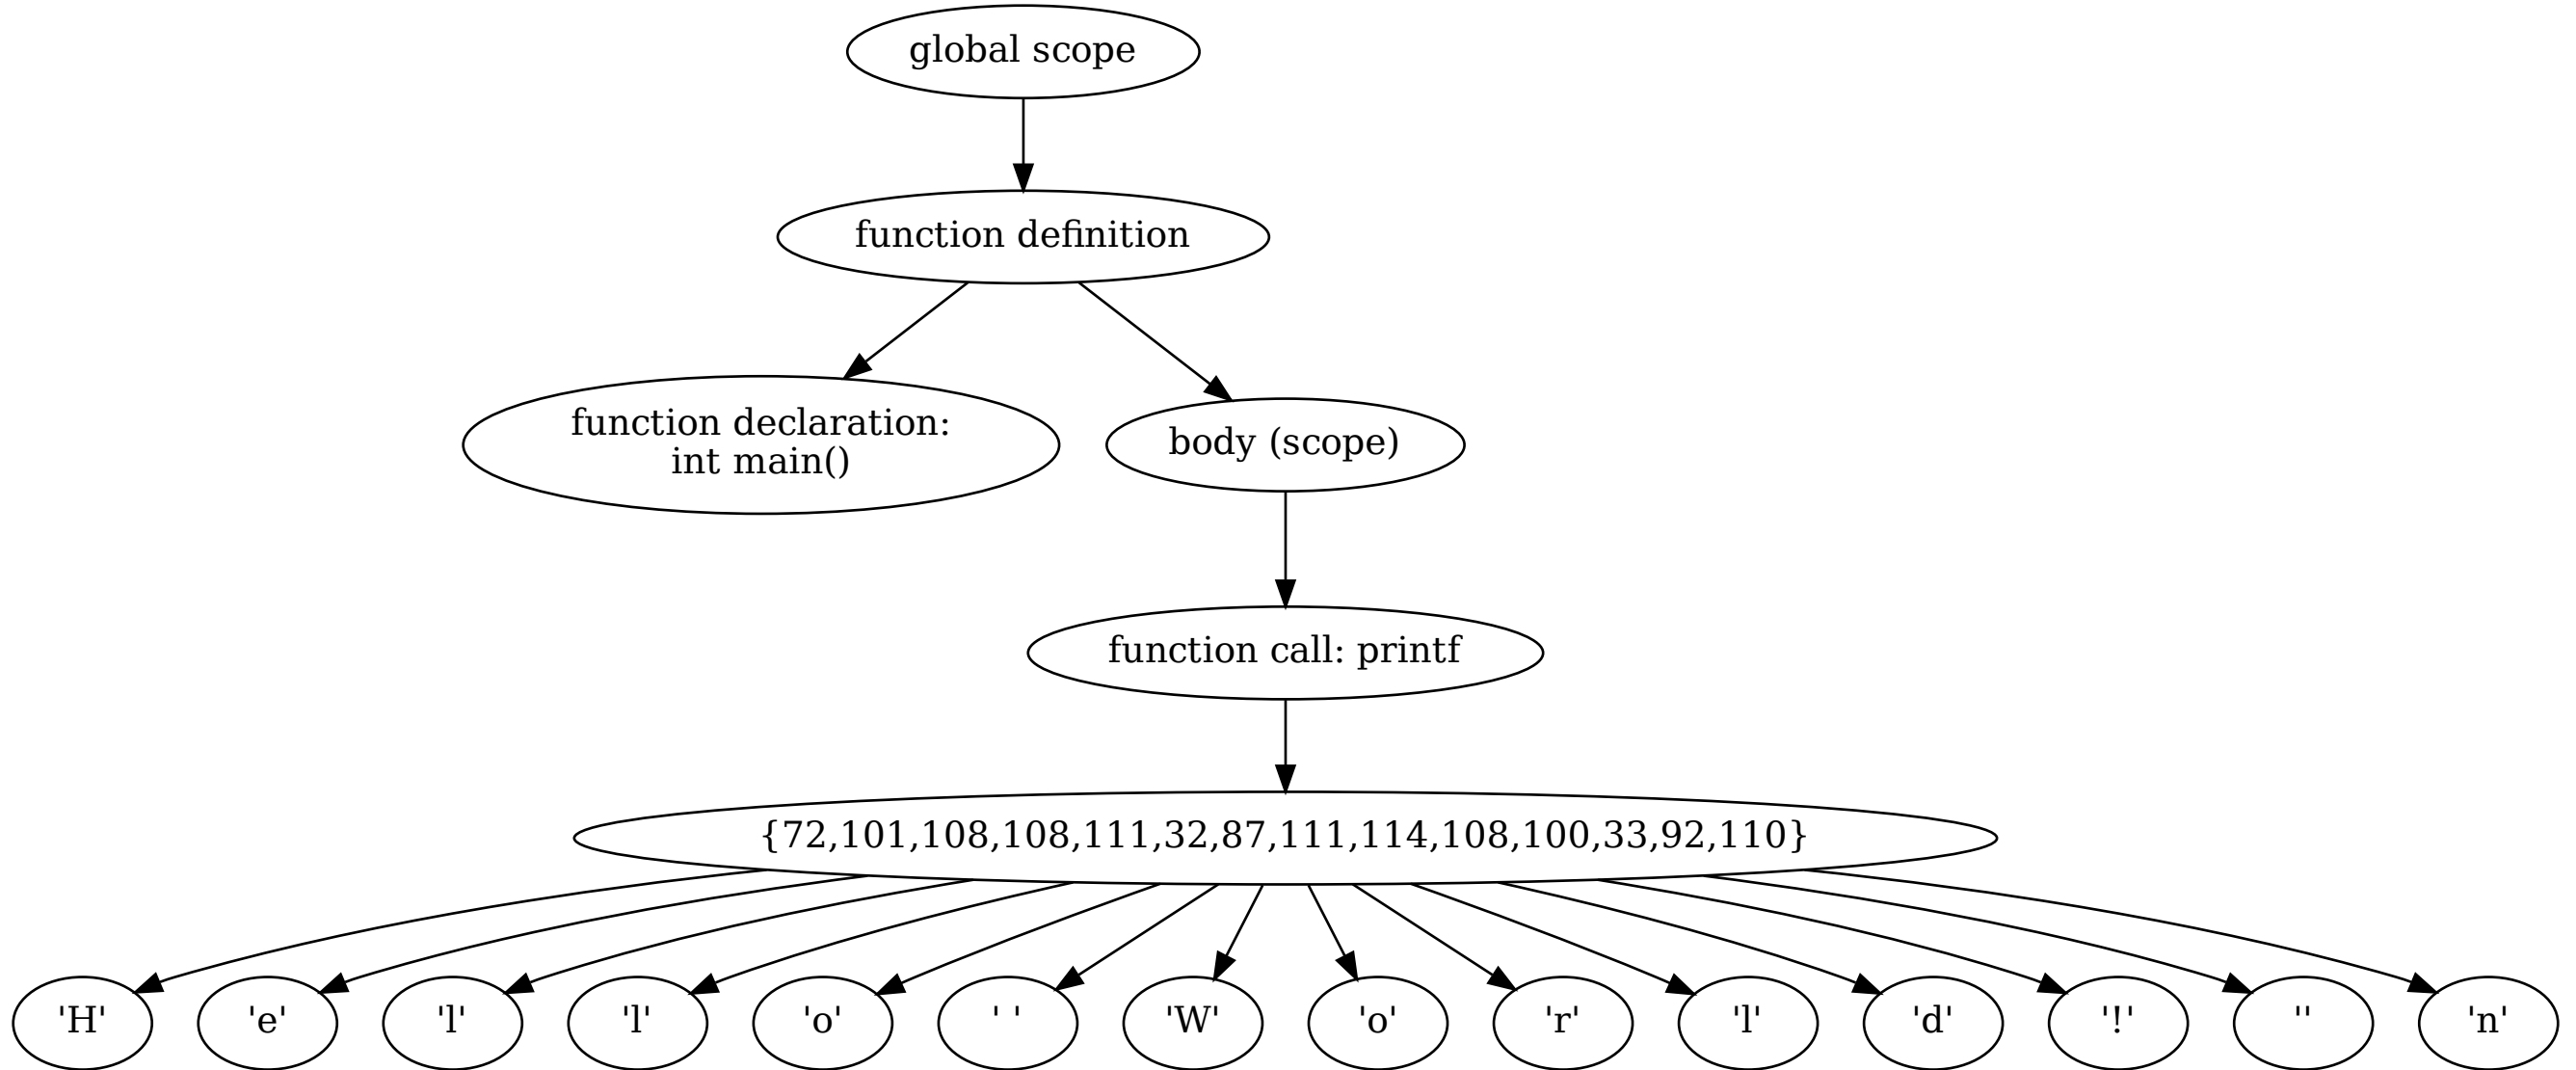 global scope
function definition
function declaration:
int main()
body (scope)
function call: printf
{72,101,108,108,111,32,87,111,114,108,100,33,92,110}
'H'
'e'
'l'
'l'
'o'
' '
'W'
'o'
'r'
'l'
'd'
'!'
''
'n'